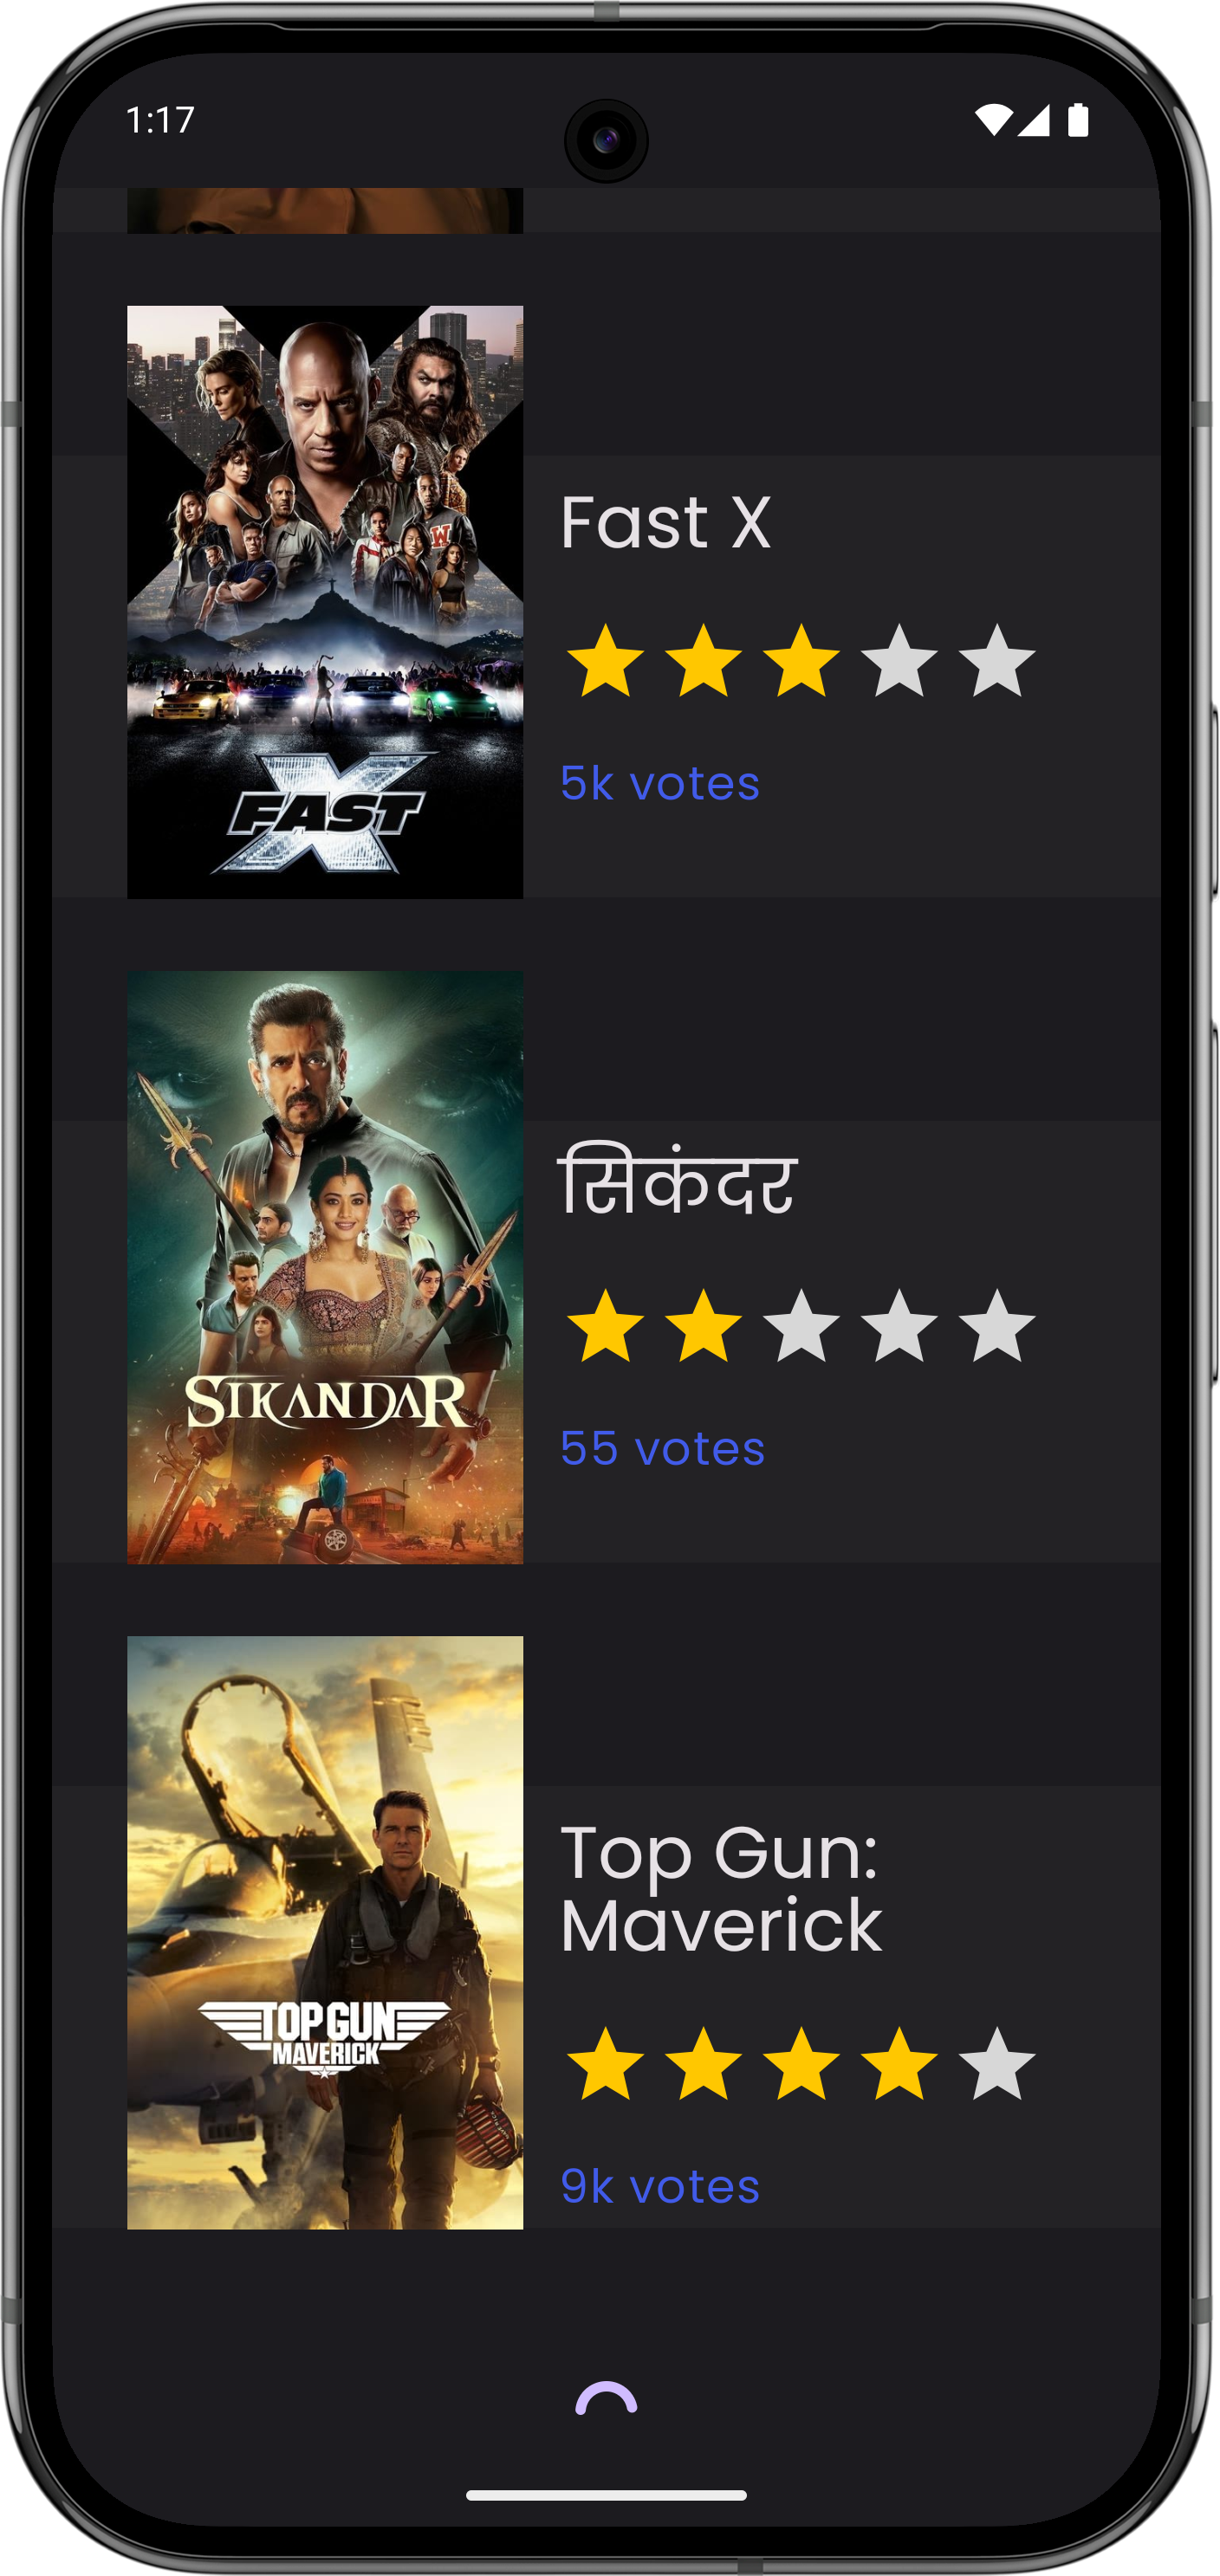 1:17
Fast X
5k votes
FAST X
W
सिकंदर
55 votes
SIKANDAR
Top Gun:
Maverick
9k votes
TOP GUN
MAVERICK